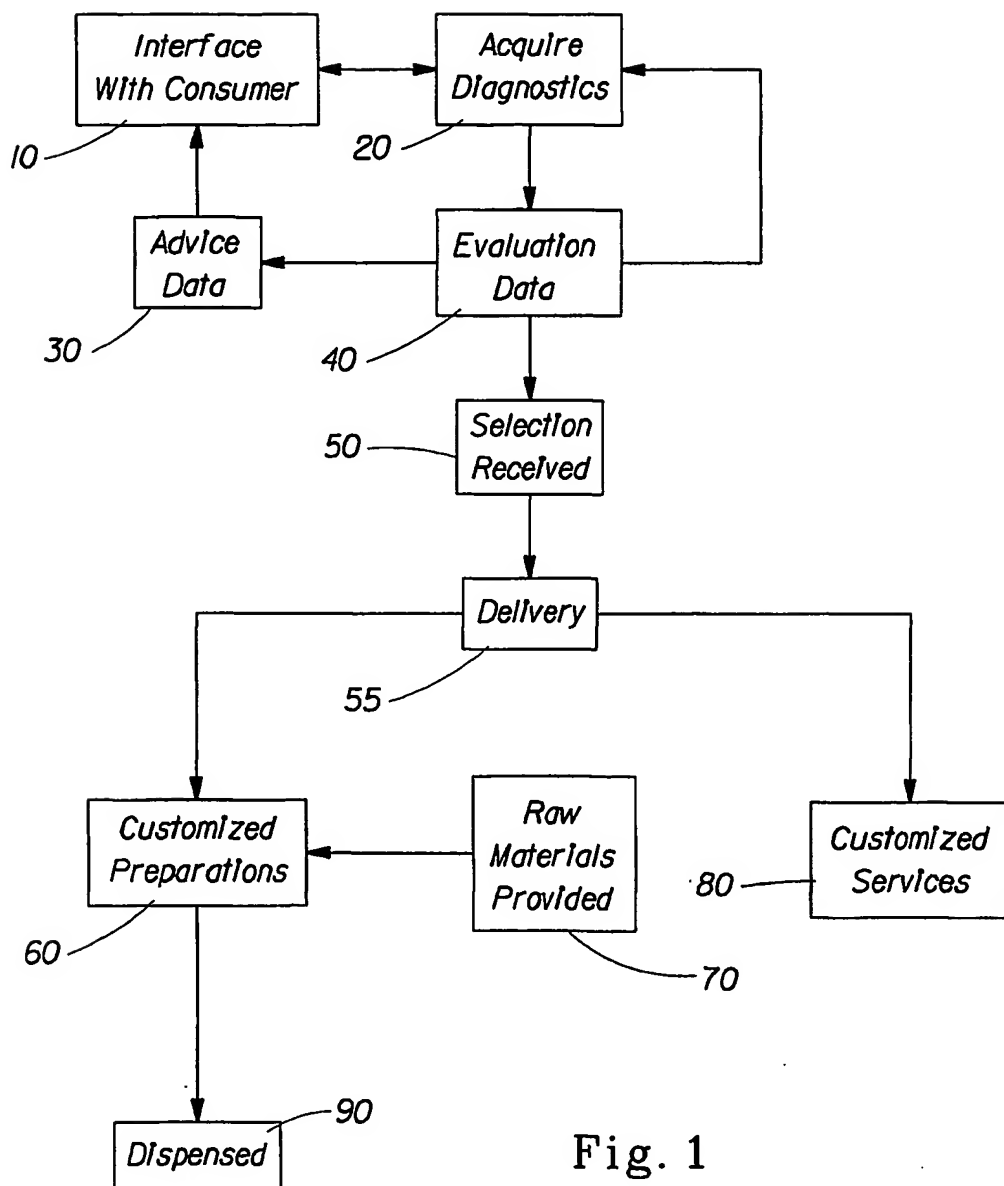 Interface
With Consumer
10
Acquire
Diagnostics
20
Advice
Data
30
Evaluation
Data
40
Selection
Received
50
Delivery
55
Customized
Preparations
60
Raw
Materials
Provided
70
Customized
Services
80
Dispensed
90
Fig. 1